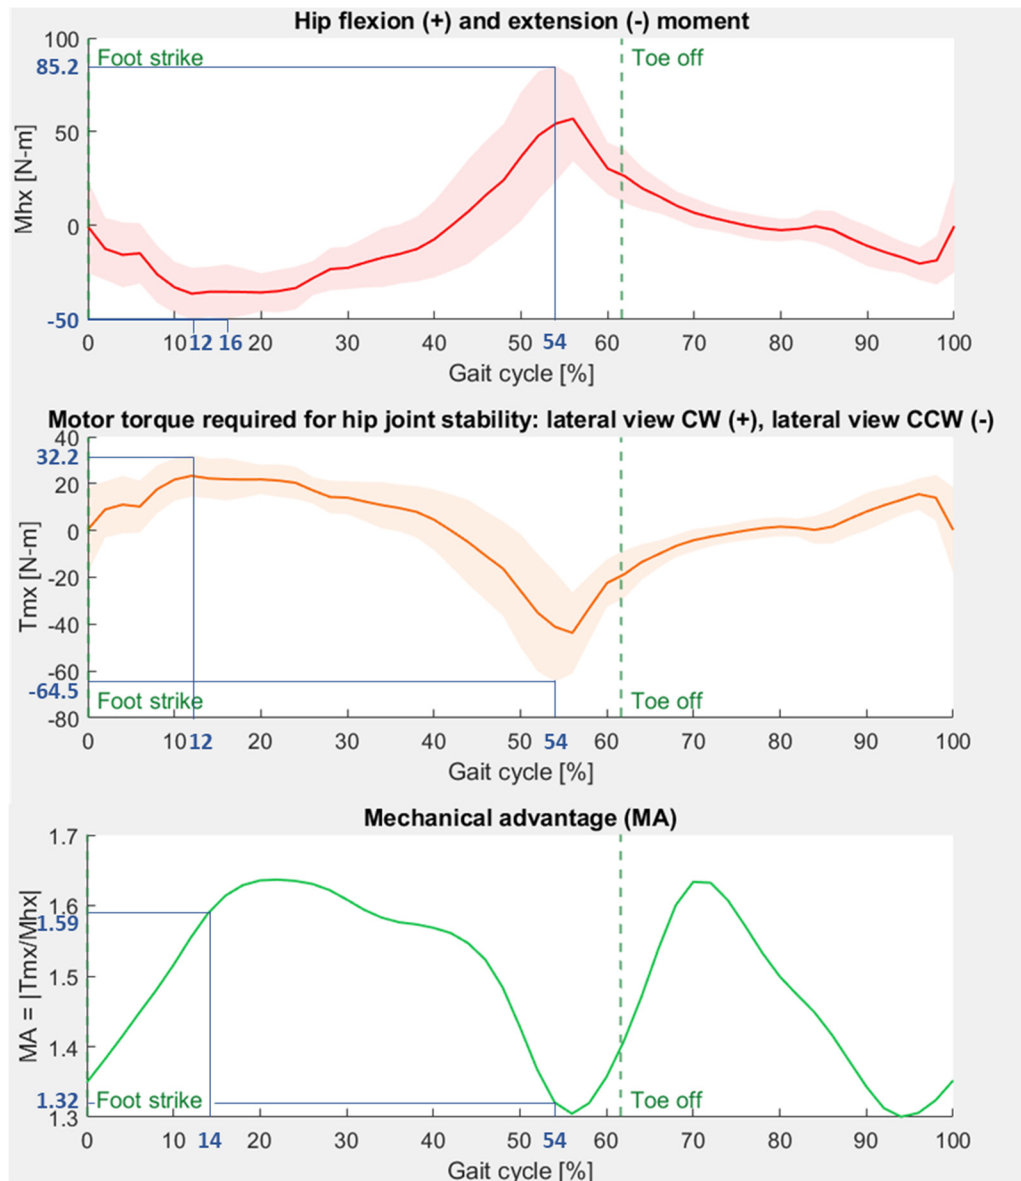 Hip flexion (+) and extension (-) moment
100
85.2
50
0
-50
Mhx [N-m]
Foot strike
Toe off
0 10 12 16 20 30 40 50 54 60 70 80 90 100
Gait cycle [%]
Motor torque required for hip joint stability: lateral view CW (+), lateral view CCW (-)
40
32.2
20
0
-20
-40
-60
-64.5
-80
Tmx [N-m]
Foot strike
Toe off
0 10 12 20 30 40 50 54 60 70 80 90 100
Gait cycle [%]
Mechanical advantage (MA)
1.7
1.6
1.59
1.5
1.4
1.32
1.3
MA = |Tmx/Mhx|
Foot strike
Toe off
0 10 14 20 30 40 50 54 60 70 80 90 100
Gait cycle [%]